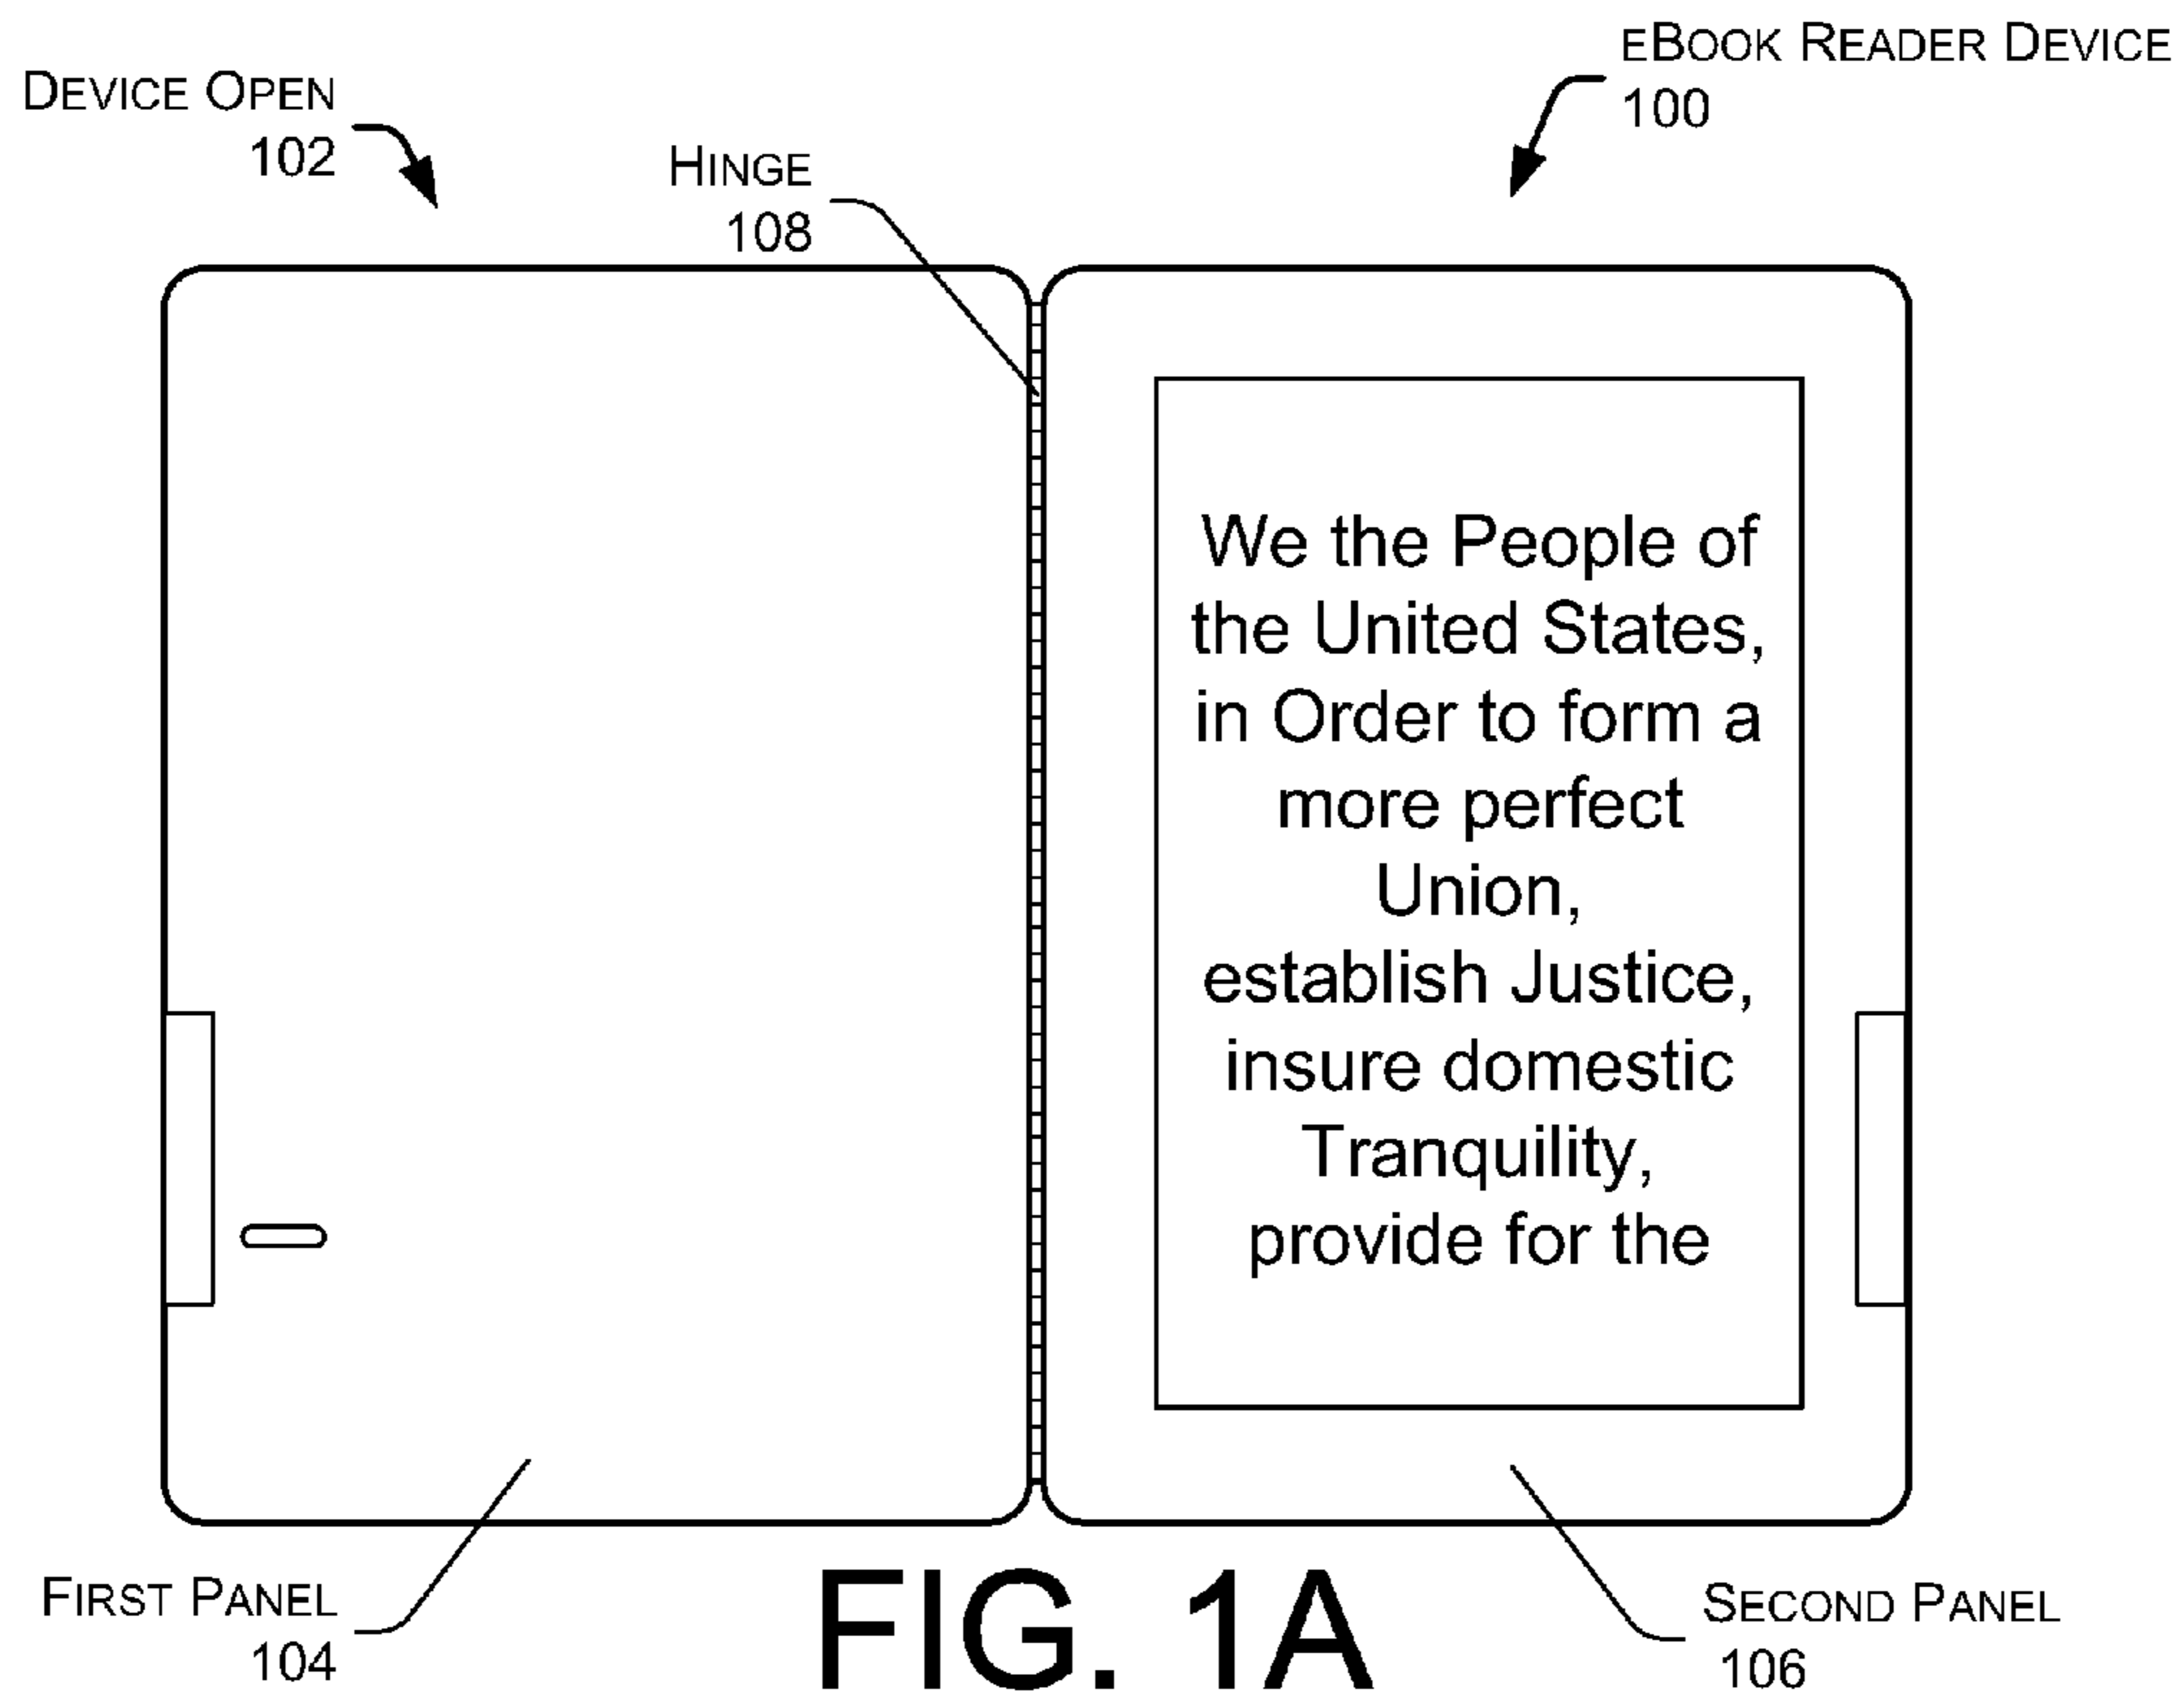 eBook Reader Device
100
Device Open
102
Hinge
108
We the People of
the United States,
in Order to form a
more perfect
Union,
establish Justice,
insure domestic
Tranquility,
provide for the
First Panel
104
Second Panel
106
FIG. 1A